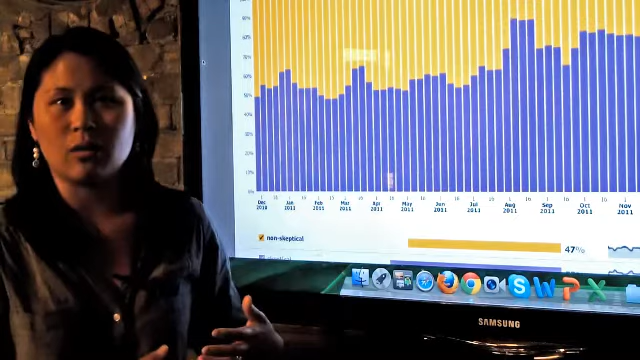 80%
70%
60%
50%
40%
30%
20%
10%
0%
Dec 2010
Jan 2011
Feb 2011
Mar 2011
Apr 2011
May 2011
Jun 2011
Jul 2011
Aug 2011
Sep 2011
Oct 2011
Nov 2011
non-skeptical
47%
SAMSUNG